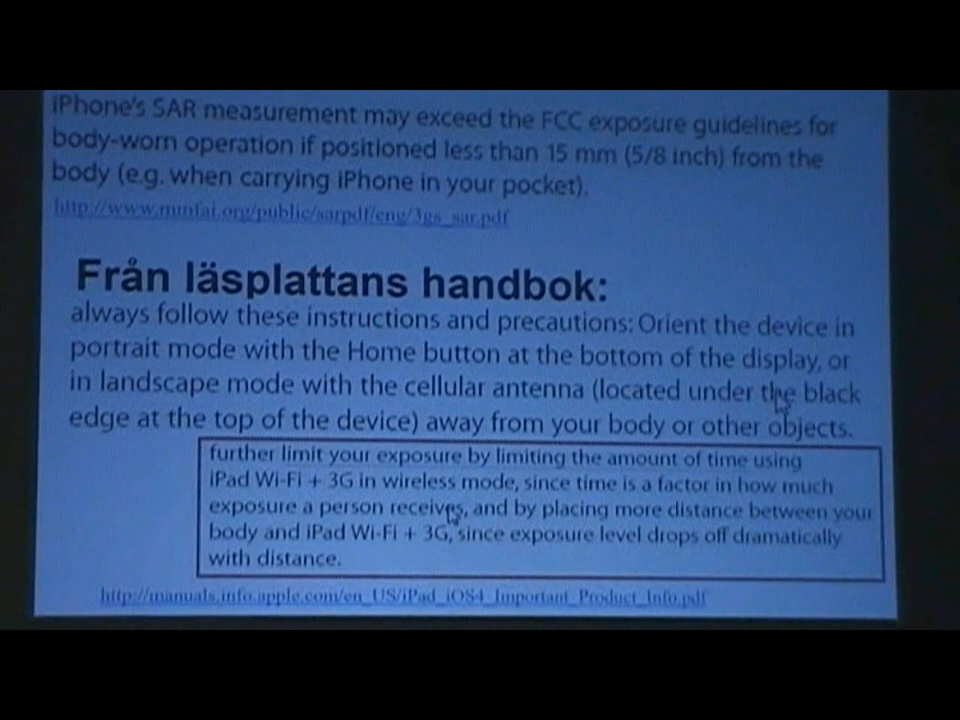 iPhone's SAR measurement may exceed the FCC exposure guidelines for
body-worn operation if positioned less than 15 mm (5/8 inch) from the
body (e.g. when carrying iPhone in your pocket).
http://www.mmfai.org/public/sarpdf/eng/3gs_sar.pdf
Från läsplattans handbok:
always follow these instructions and precautions: Orient the device in
portrait mode with the Home button at the bottom of the display, or
in landscape mode with the cellular antenna (located under the black
edge at the top of the device) away from your body or other objects.
further limit your exposure by limiting the amount of time using
iPad Wi-Fi + 3G in wireless mode, since time is a factor in how much
exposure a person receives, and by placing more distance between your
body and iPad Wi-Fi + 3G, since exposure level drops off dramatically
with distance.
http://manuals.info.apple.com/en_US/iPad_iOS4_Important_Product_Info.pdf